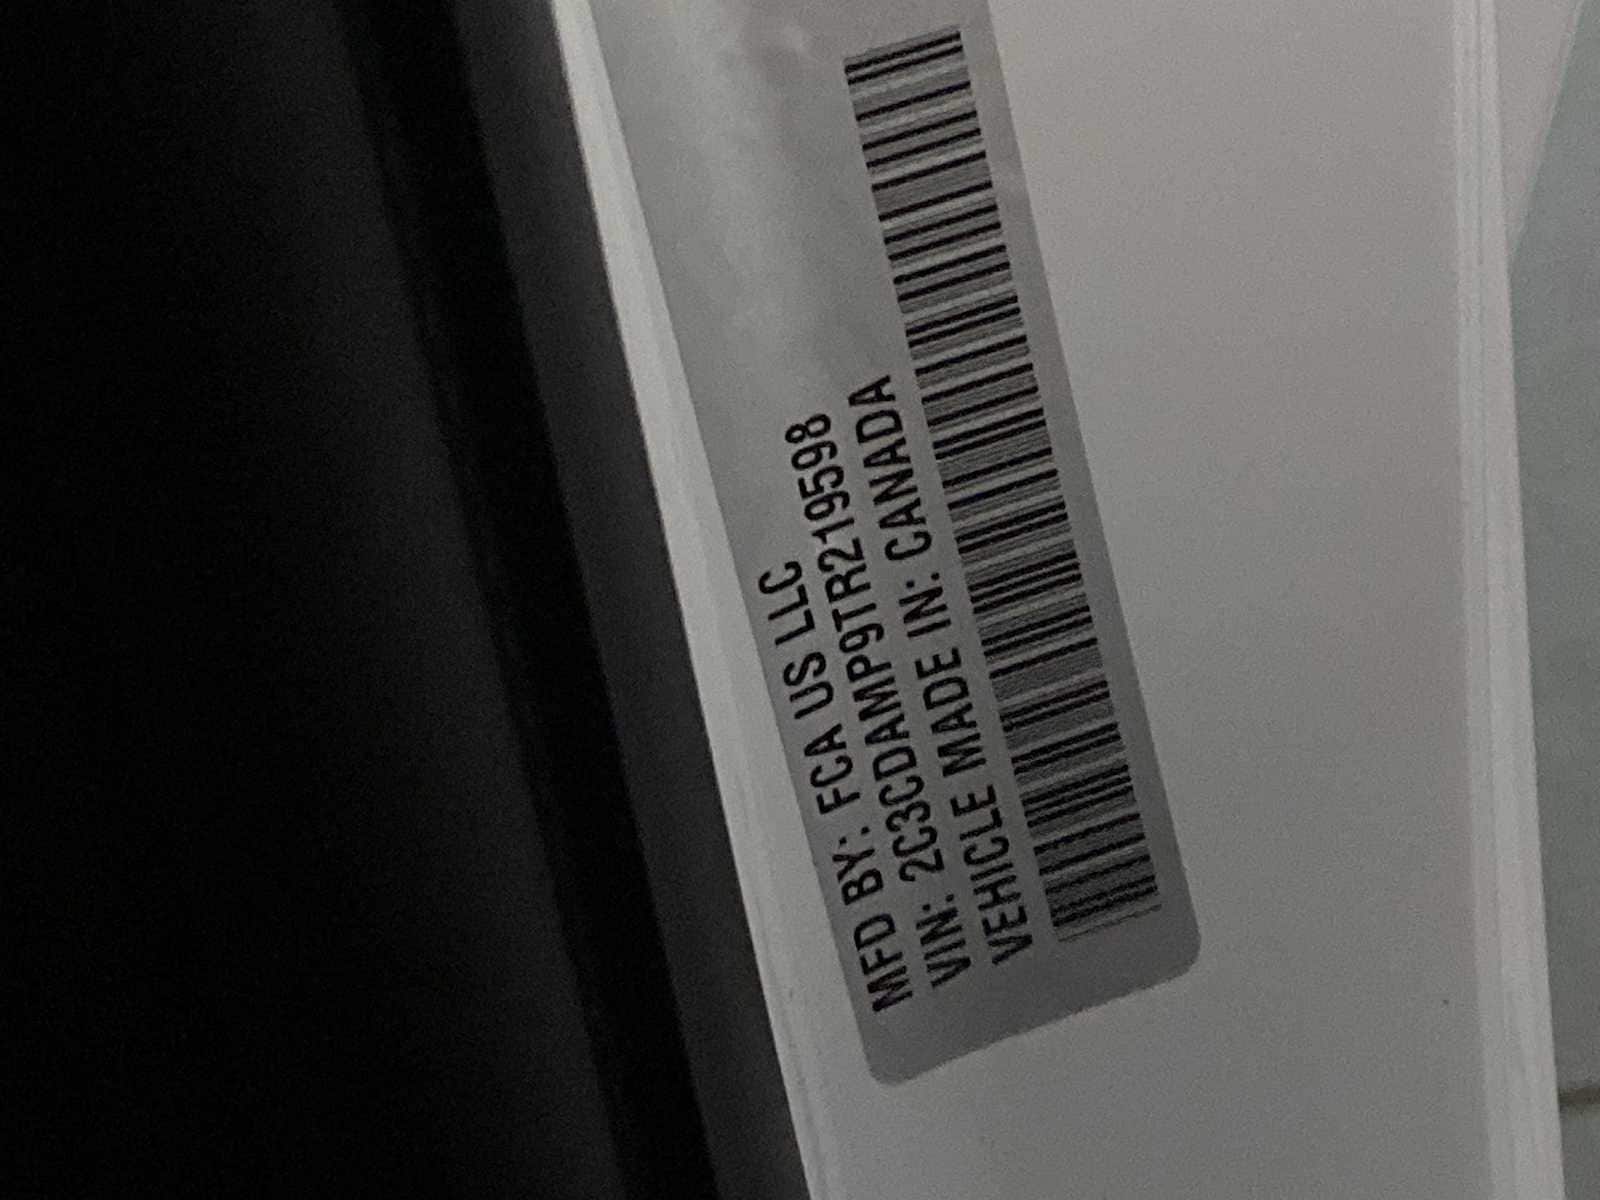 MFD BY: FCA US LLC
VIN: 2C3CDAMP9TR219598
VEHICLE MADE IN: CANADA